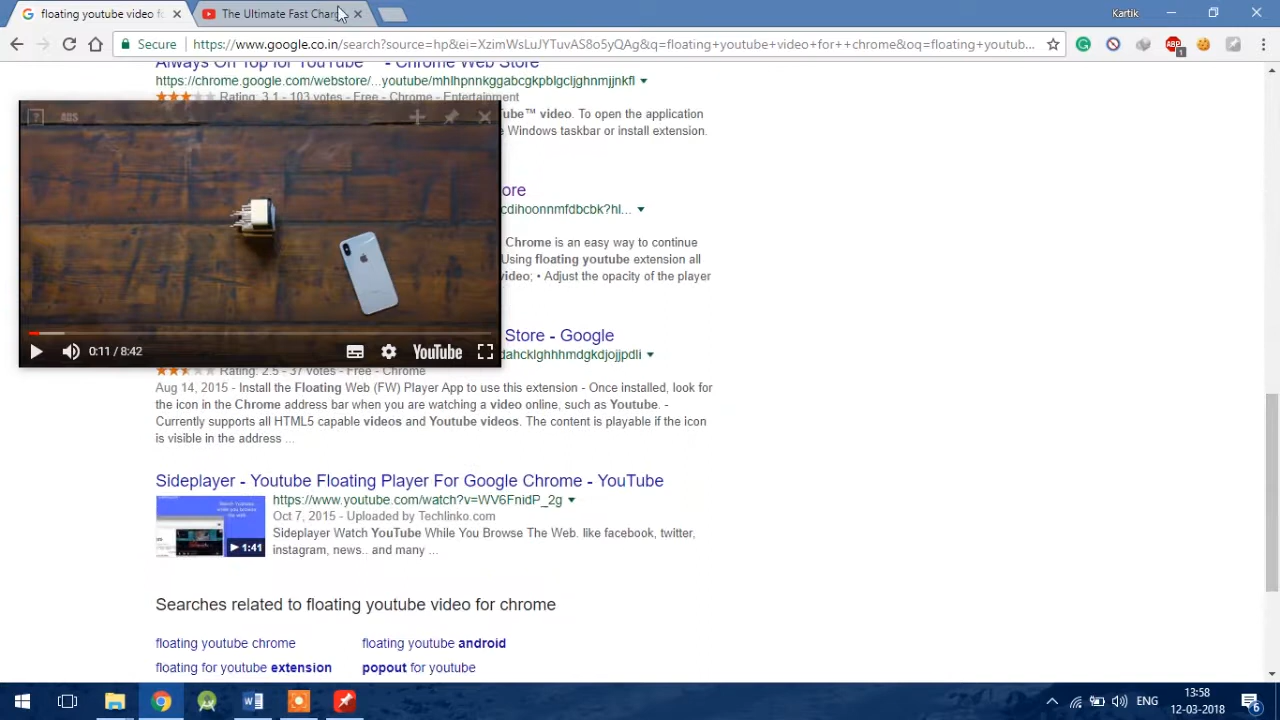 floating youtube video fo
The Ultimate Fast Charg
Kartik
Secure
https://www.google.co.in/search?source=hp&ei=XzimWsLuJYTuvAS8o5yQAg&q=floating+youtube+video+for++chrome&oq=floating+youtub...
ABP
1
Always On Top for YouTube™ - Chrome Web Store
https://chrome.google.com/webstore/...youtube/mhlhpnnkggabcgkpblgcljghnmjjnkfl
Rating: 3.1 - 103 votes - Free - Chrome - Entertainment
Tube™ video. To open the application
Windows taskbar or install extension.
ore
cdihoonnmfdbcbk?hl...
Chrome is an easy way to continue
Using floating youtube extension all
video; • Adjust the opacity of the player
Store - Google
dahcklghhhmdgkdjojjpdli
?
ABS
0:11 / 8:42
YouTube
Rating: 2.5 - 37 votes - Free - Chrome
Aug 14, 2015 - Install the Floating Web (FW) Player App to use this extension - Once installed, look for
the icon in the Chrome address bar when you are watching a video online, such as Youtube. -
Currently supports all HTML5 capable videos and Youtube videos. The content is playable if the icon
is visible in the address ...
Sideplayer - Youtube Floating Player For Google Chrome - YouTube
https://www.youtube.com/watch?v=WV6FnidP_2g
Oct 7, 2015 - Uploaded by Techlinko.com
Sideplayer Watch YouTube While You Browse The Web. like facebook, twitter,
instagram, news.. and many ...
1:41
Searches related to floating youtube video for chrome
floating youtube chrome
floating youtube android
floating for youtube extension
popout for youtube
ENG
13:58
12-03-2018
6